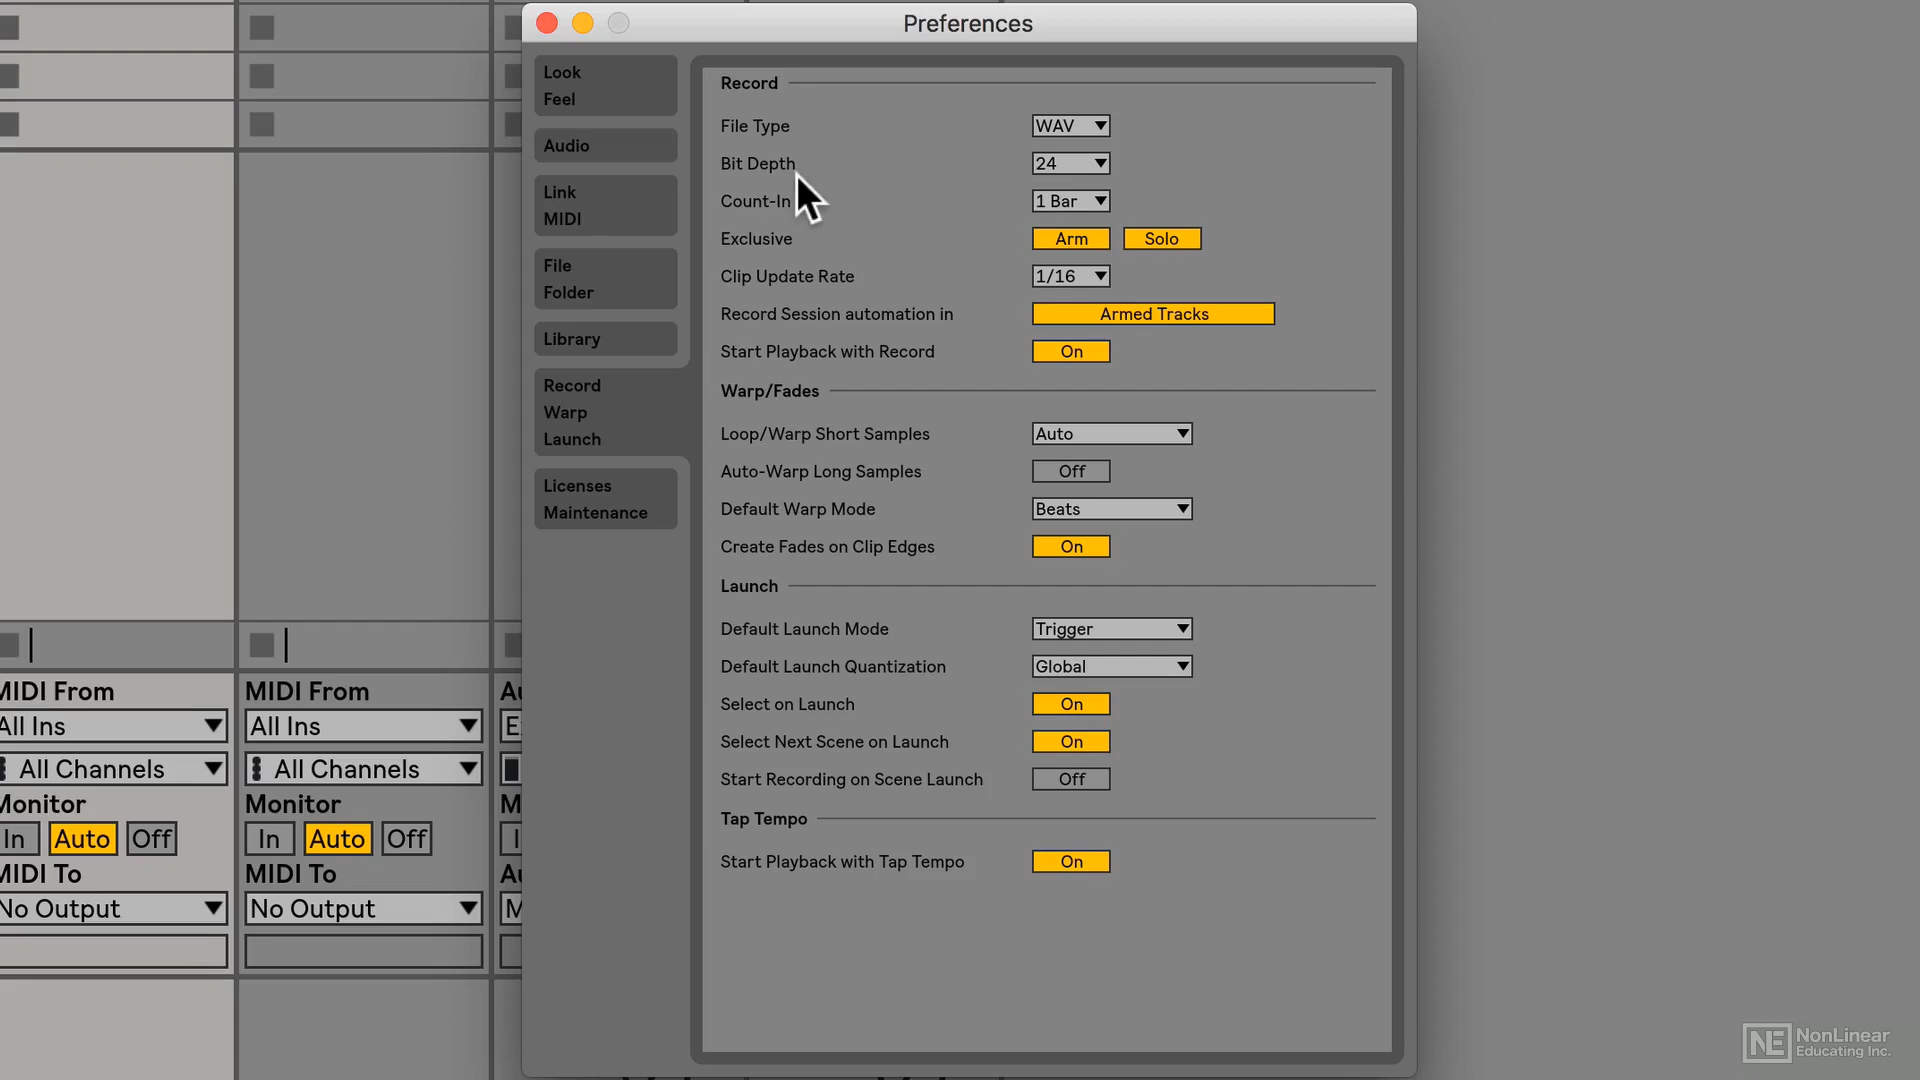 Preferences
Look
Feel
Audio
Link
MIDI
File
Folder
Library
Record
Warp
Launch
Licenses
Maintenance
Record
File Type WAV
Bit Depth 24
Count-In 1 Bar
Exclusive Arm Solo
Clip Update Rate 1/16
Record Session automation in Armed Tracks
Start Playback with Record On
Warp/Fades
Loop/Warp Short Samples Auto
Auto-Warp Long Samples Off
Default Warp Mode Beats
Create Fades on Clip Edges On
Launch
Default Launch Mode Trigger
Default Launch Quantization Global
Select on Launch On
Select Next Scene on Launch On
Start Recording on Scene Launch Off
Tap Tempo
Start Playback with Tap Tempo On
MIDI From
All Ins
All Channels
Monitor
In Auto Off
MIDI To
No Output
MIDI From
All Ins
All Channels
Monitor
In Auto Off
MIDI To
No Output
NE NonLinear
Educating Inc.